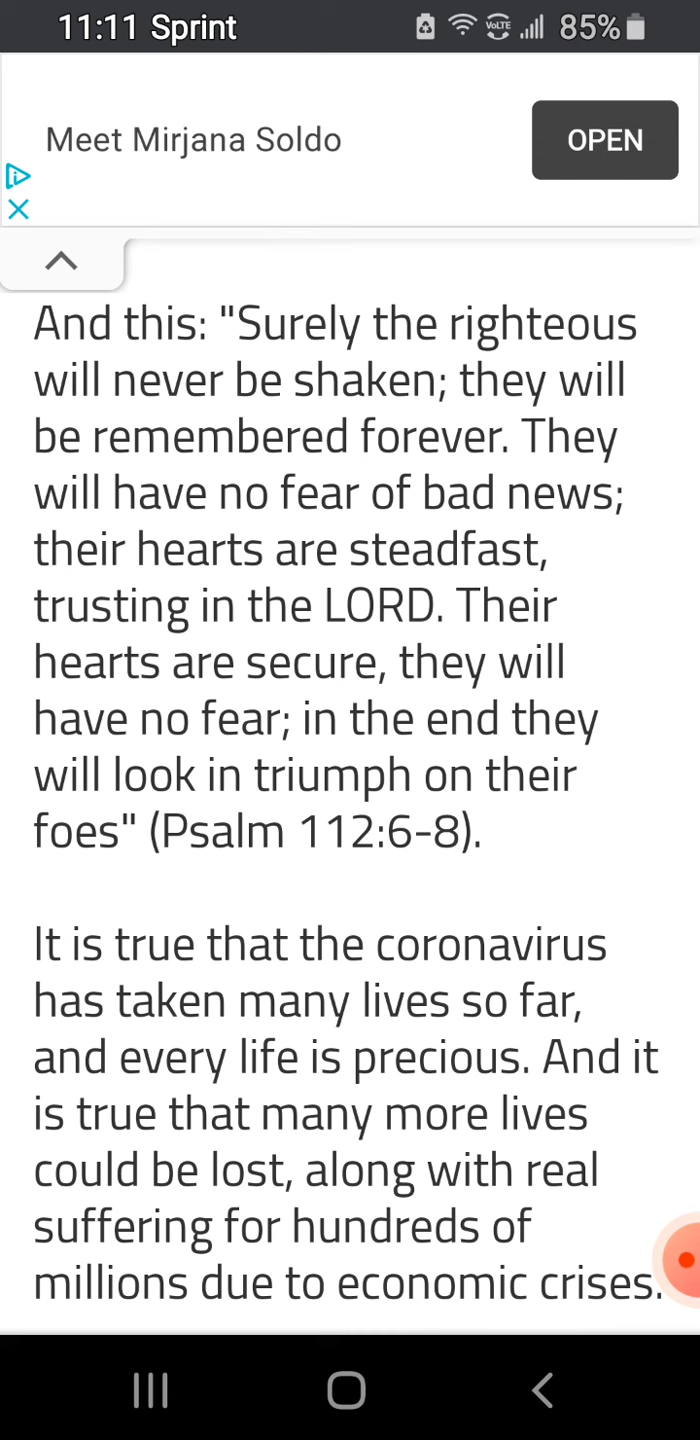 11:11 Sprint VoLTE 85%
Meet Mirjana Soldo
OPEN
And this: "Surely the righteous
will never be shaken; they will
be remembered forever. They
will have no fear of bad news;
their hearts are steadfast,
trusting in the LORD. Their
hearts are secure, they will
have no fear; in the end they
will look in triumph on their
foes" (Psalm 112:6-8).
It is true that the coronavirus
has taken many lives so far,
and every life is precious. And it
is true that many more lives
could be lost, along with real
suffering for hundreds of
millions due to economic crises.